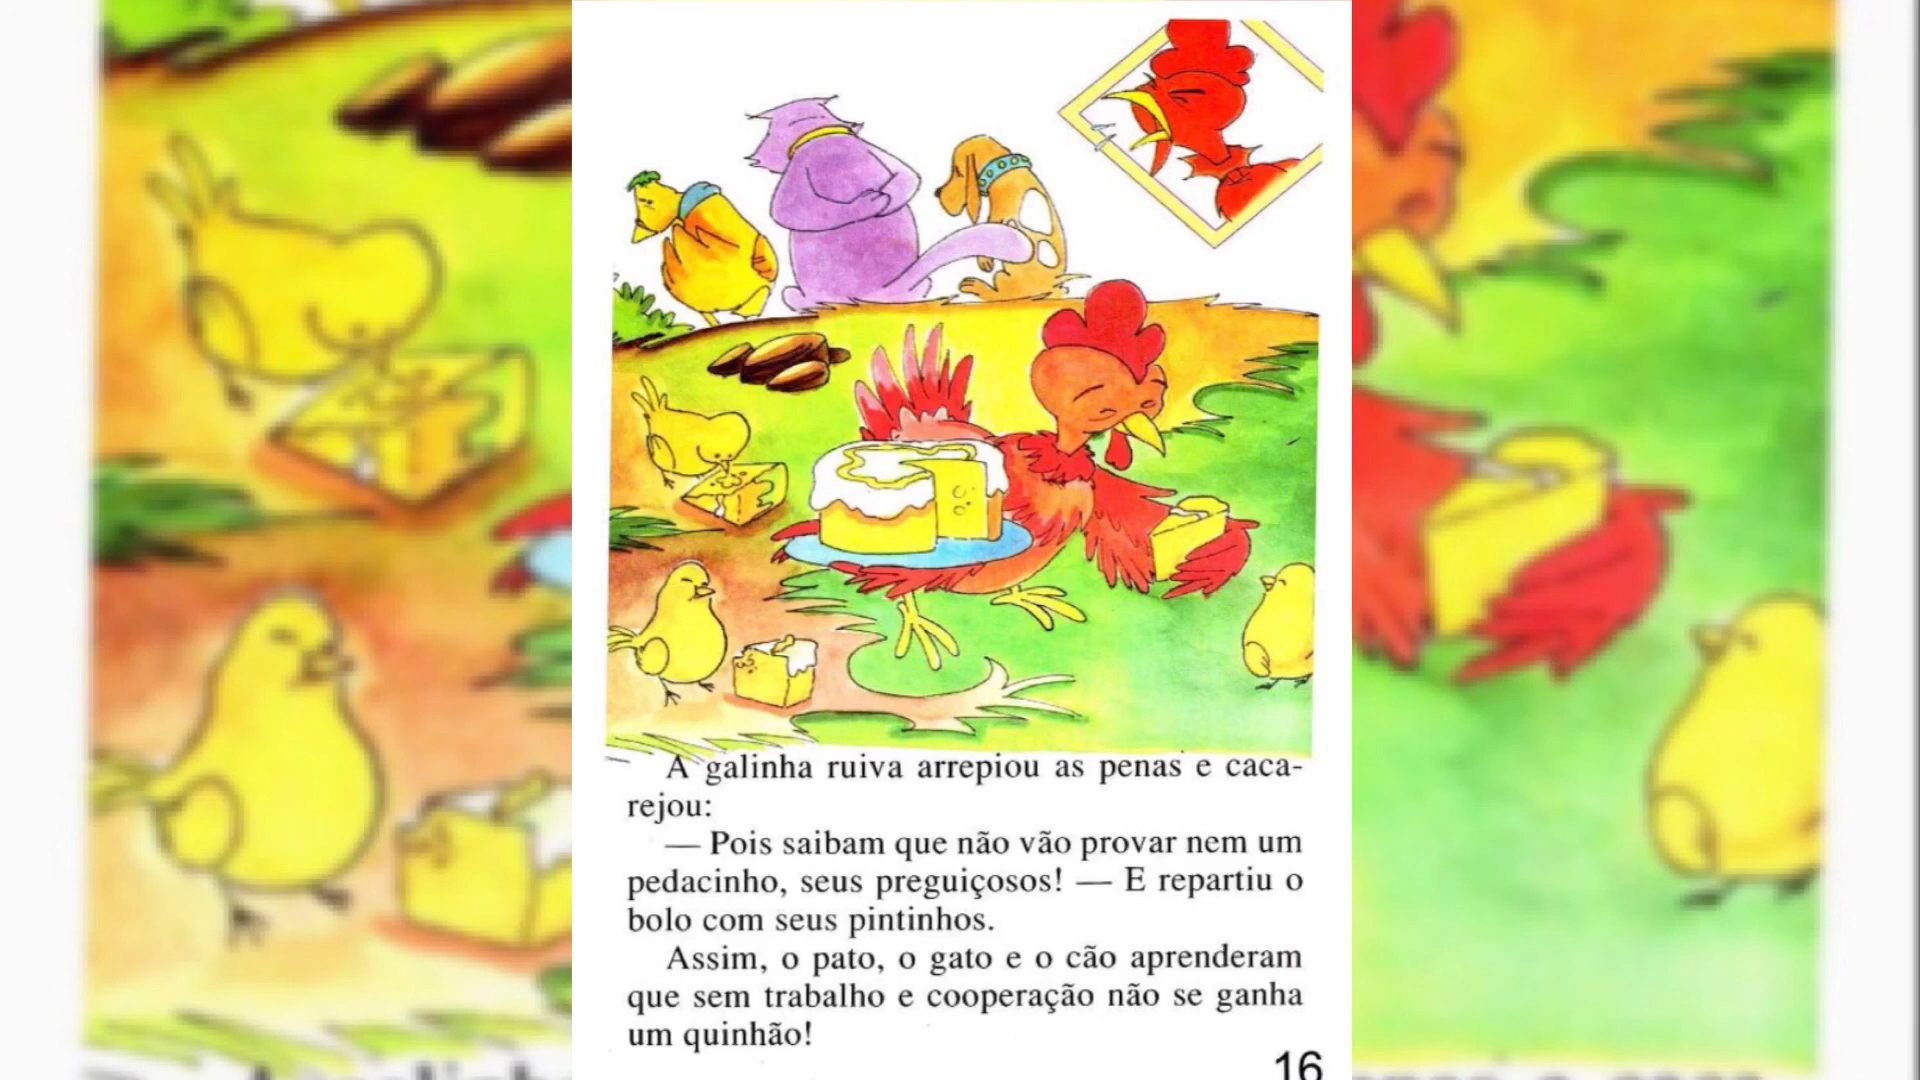 A galinha ruiva arrepiou as penas e caca-
rejou:
— Pois saibam que não vão provar nem um
pedacinho, seus preguiçosos! — E repartiu o
bolo com seus pintinhos.
Assim, o pato, o gato e o cão aprenderam
que sem trabalho e cooperação não se ganha
um quinhão!
16